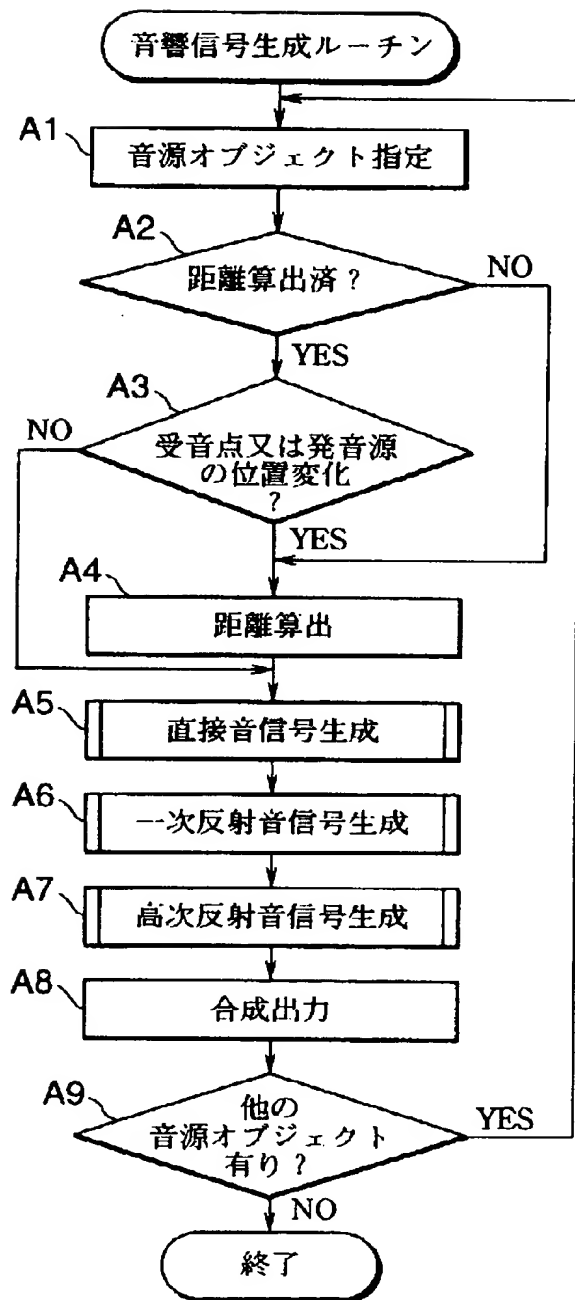 音響信号生成ルーチン
A1
音源オブジェクト指定
A2
距離算出済?
NO
YES
A3
NO
受音点又は発音源
の位置変化
?
YES
A4
距離算出
A5
直接音信号生成
A6
一次反射音信号生成
A7
高次反射音信号生成
A8
合成出力
A9
他の
音源オブジェクト
有り?
YES
NO
終了